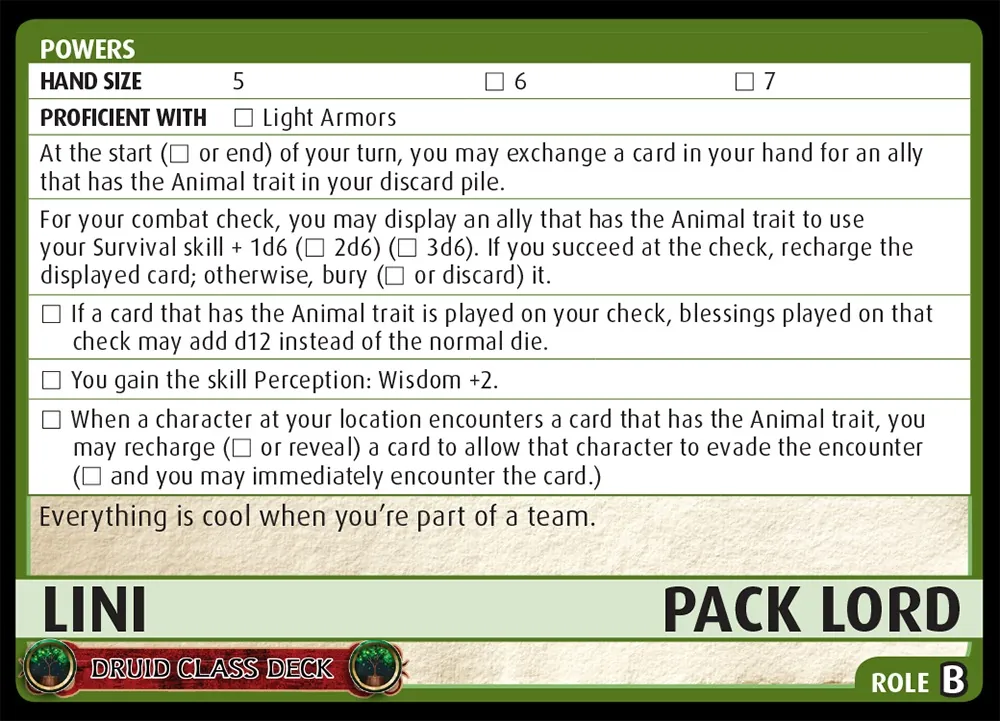 POWERS
HAND SIZE 5 ☐ 6 ☐ 7
PROFICIENT WITH ☐ Light Armors
At the start (☐ or end) of your turn, you may exchange a card in your hand for an ally
that has the Animal trait in your discard pile.
For your combat check, you may display an ally that has the Animal trait to use
your Survival skill + 1d6 (☐ 2d6) (☐ 3d6). If you succeed at the check, recharge the
displayed card; otherwise, bury (☐ or discard) it.
☐ If a card that has the Animal trait is played on your check, blessings played on that
check may add d12 instead of the normal die.
☐ You gain the skill Perception: Wisdom +2.
☐ When a character at your location encounters a card that has the Animal trait, you
may recharge (☐ or reveal) a card to allow that character to evade the encounter
(☐ and you may immediately encounter the card.)
Everything is cool when you’re part of a team.
LINI PACK LORD
DRUID CLASS DECK
ROLE B